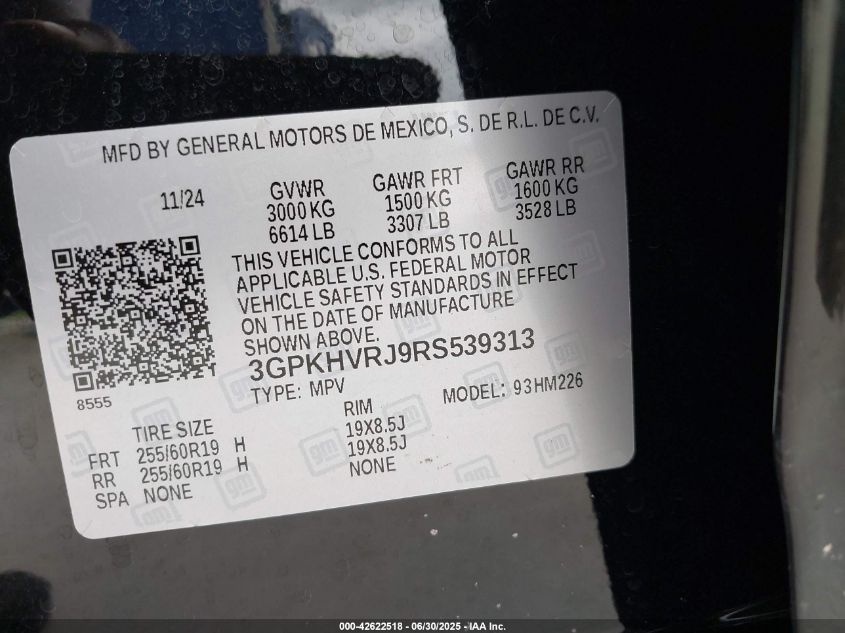 MFD BY GENERAL MOTORS DE MEXICO, S. DE R.L. DE C.V.
11/24
GVWR
3000 KG
6614 LB
GAWR FRT
1500 KG
3307 LB
GAWR RR
1600 KG
3528 LB
THIS VEHICLE CONFORMS TO ALL
APPLICABLE U.S. FEDERAL MOTOR
VEHICLE SAFETY STANDARDS IN EFFECT
ON THE DATE OF MANUFACTURE
SHOWN ABOVE.
3GPKHVRJ9RS539313
TYPE: MPV MODEL: 93HM226
8555
TIRE SIZE RIM
FRT 255/60R19 H 19X8.5J
RR 255/60R19 H 19X8.5J
SPA NONE NONE
gm
000-42622518 - 06/30/2025 - IAA Inc.